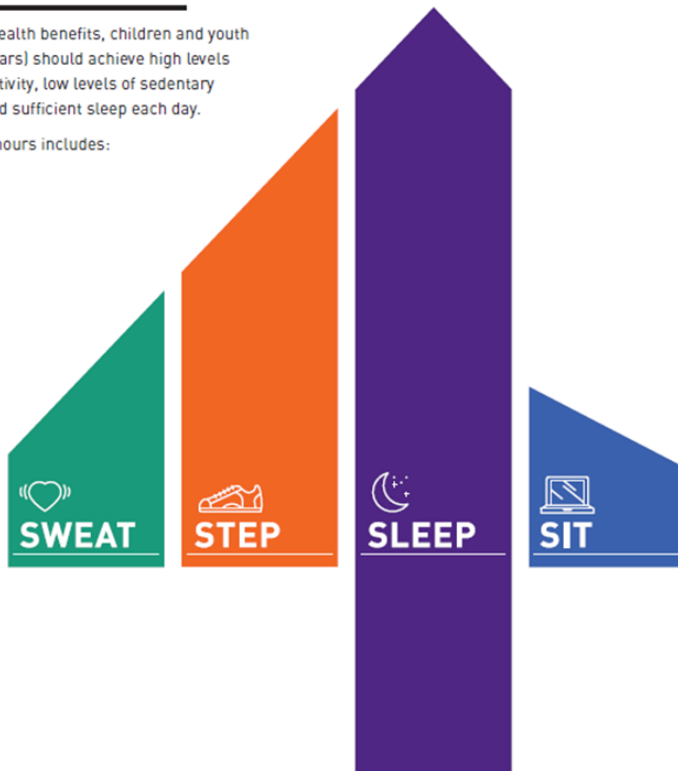 ealth benefits, children and youth
ars) should achieve high levels
tivity, low levels of sedentary
d sufficient sleep each day.
hours includes:
SWEAT
STEP
SLEEP
SIT